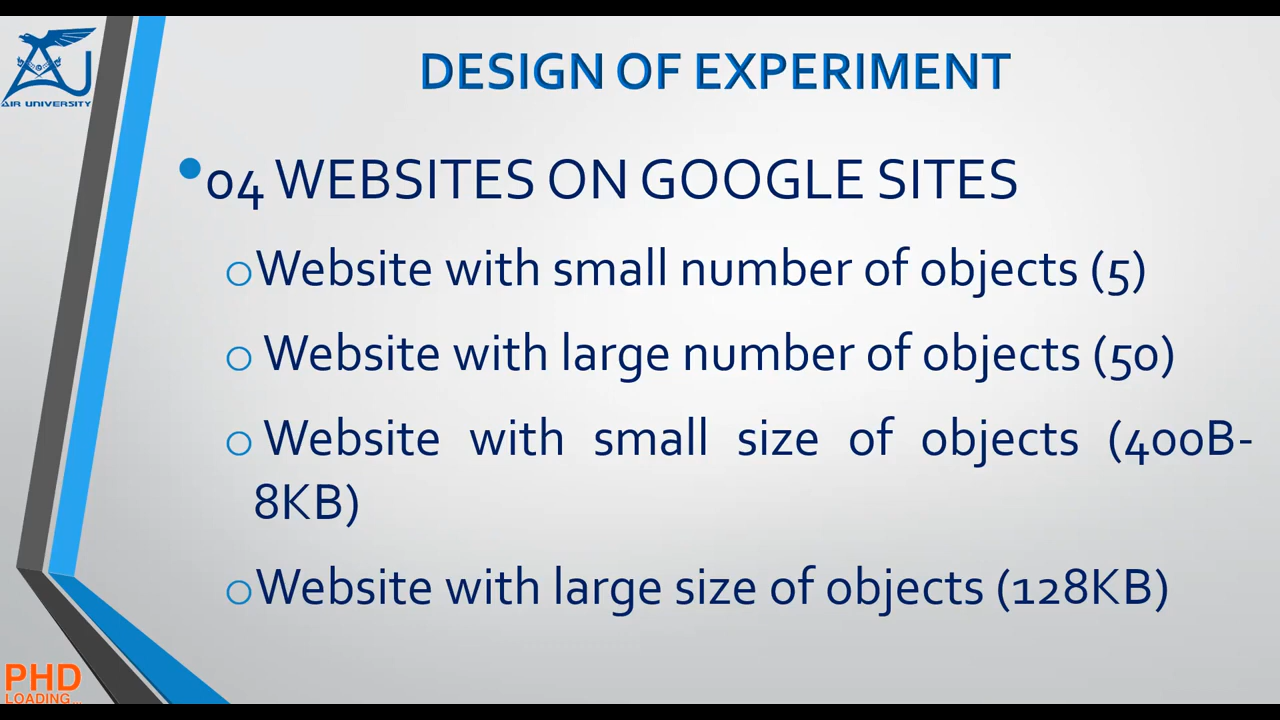 AIR UNIVERSITY
DESIGN OF EXPERIMENT
04 WEBSITES ON GOOGLE SITES
Website with small number of objects (5)
Website with large number of objects (50)
Website with small size of objects (400B-
8KB)
Website with large size of objects (128KB)
PHD
LOADING...